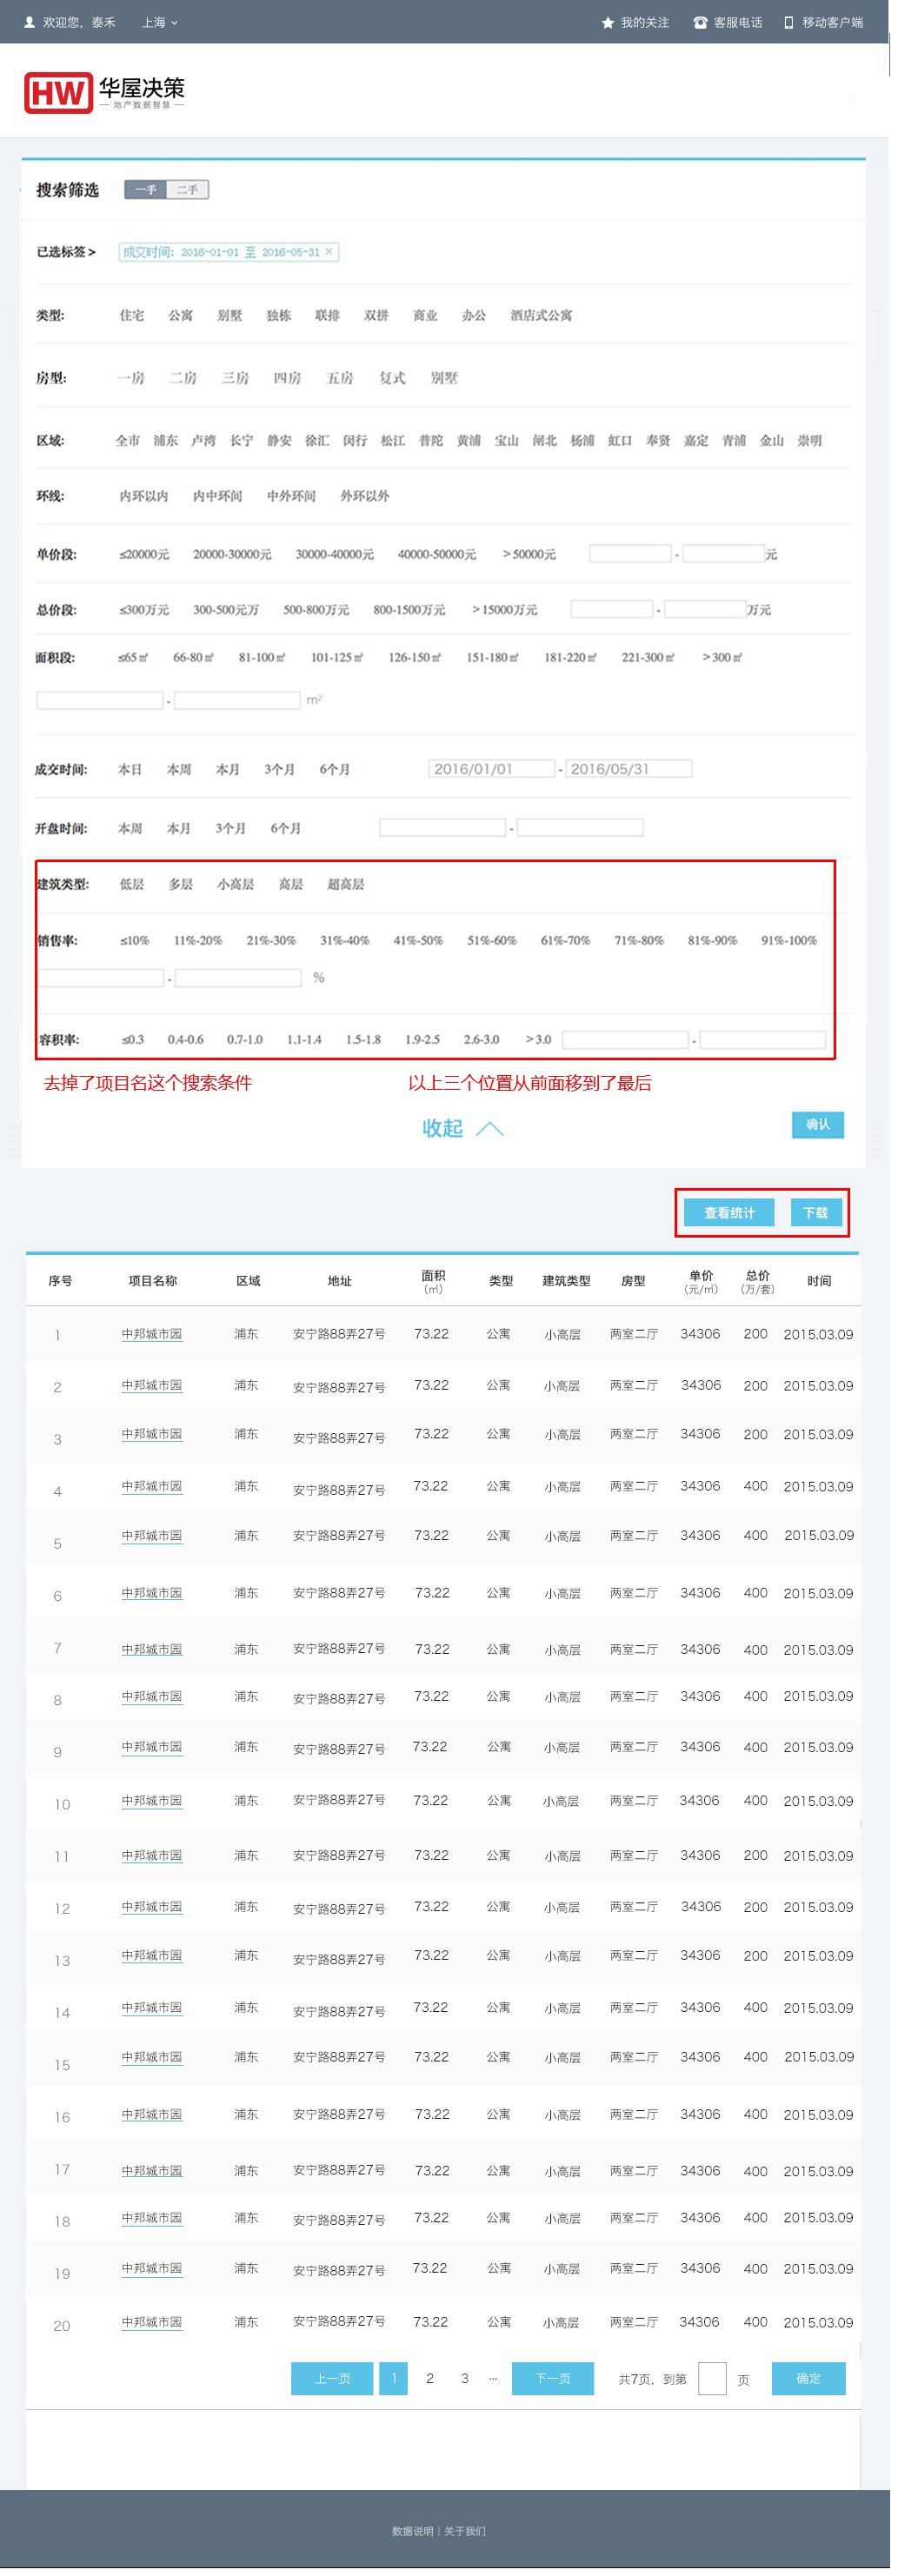 欢迎您，泰禾 上海 我的关注 客服电话 移动客户端
HW 华屋决策
地产数据智慧
搜索筛选 一手 二手
已选标签> 成交时间: 2016-01-01 至 2016-05-31 ×
类型: 住宅 公寓 别墅 独栋 联排 双拼 商业 办公 酒店式公寓
房型: 一房 二房 三房 四房 五房 复式 别墅
区域: 全市 浦东 卢湾 长宁 静安 徐汇 闵行 松江 普陀 黄浦 宝山 闸北 杨浦 虹口 奉贤 嘉定 青浦 金山 崇明
环线: 内环以内 内中环间 中外环间 外环以外
单价段: ≤20000元 20000-30000元 30000-40000元 40000-50000元 >50000元 - 元
总价段: ≤300万元 300-500元万 500-800万元 800-1500万元 >15000万元 - 万元
面积段: ≤65㎡ 66-80㎡ 81-100㎡ 101-125㎡ 126-150㎡ 151-180㎡ 181-220㎡ 221-300㎡ >300㎡
- m²
成交时间: 本日 本周 本月 3个月 6个月 2016/01/01 - 2016/05/31
开盘时间: 本周 本月 3个月 6个月 -
建筑类型: 低层 多层 小高层 高层 超高层
销售率: ≤10% 11%-20% 21%-30% 31%-40% 41%-50% 51%-60% 61%-70% 71%-80% 81%-90% 91%-100%
- %
容积率: ≤0.3 0.4-0.6 0.7-1.0 1.1-1.4 1.5-1.8 1.9-2.5 2.6-3.0 >3.0 -
去掉了项目名这个搜索条件 以上三个位置从前面移到了最后
收起 确认
查看统计 下载
序号 项目名称 区域 地址 面积(㎡) 类型 建筑类型 房型 单价(元/㎡) 总价(万/套) 时间
1 中邦城市园 浦东 安宁路88弄27号 73.22 公寓 小高层 两室二厅 34306 200 2015.03.09
2 中邦城市园 浦东 安宁路88弄27号 73.22 公寓 小高层 两室二厅 34306 200 2015.03.09
3 中邦城市园 浦东 安宁路88弄27号 73.22 公寓 小高层 两室二厅 34306 200 2015.03.09
4 中邦城市园 浦东 安宁路88弄27号 73.22 公寓 小高层 两室二厅 34306 400 2015.03.09
5 中邦城市园 浦东 安宁路88弄27号 73.22 公寓 小高层 两室二厅 34306 400 2015.03.09
6 中邦城市园 浦东 安宁路88弄27号 73.22 公寓 小高层 两室二厅 34306 400 2015.03.09
7 中邦城市园 浦东 安宁路88弄27号 73.22 公寓 小高层 两室二厅 34306 400 2015.03.09
8 中邦城市园 浦东 安宁路88弄27号 73.22 公寓 小高层 两室二厅 34306 400 2015.03.09
9 中邦城市园 浦东 安宁路88弄27号 73.22 公寓 小高层 两室二厅 34306 400 2015.03.09
10 中邦城市园 浦东 安宁路88弄27号 73.22 公寓 小高层 两室二厅 34306 400 2015.03.09
11 中邦城市园 浦东 安宁路88弄27号 73.22 公寓 小高层 两室二厅 34306 200 2015.03.09
12 中邦城市园 浦东 安宁路88弄27号 73.22 公寓 小高层 两室二厅 34306 200 2015.03.09
13 中邦城市园 浦东 安宁路88弄27号 73.22 公寓 小高层 两室二厅 34306 200 2015.03.09
14 中邦城市园 浦东 安宁路88弄27号 73.22 公寓 小高层 两室二厅 34306 400 2015.03.09
15 中邦城市园 浦东 安宁路88弄27号 73.22 公寓 小高层 两室二厅 34306 400 2015.03.09
16 中邦城市园 浦东 安宁路88弄27号 73.22 公寓 小高层 两室二厅 34306 400 2015.03.09
17 中邦城市园 浦东 安宁路88弄27号 73.22 公寓 小高层 两室二厅 34306 400 2015.03.09
18 中邦城市园 浦东 安宁路88弄27号 73.22 公寓 小高层 两室二厅 34306 400 2015.03.09
19 中邦城市园 浦东 安宁路88弄27号 73.22 公寓 小高层 两室二厅 34306 400 2015.03.09
20 中邦城市园 浦东 安宁路88弄27号 73.22 公寓 小高层 两室二厅 34306 400 2015.03.09
上一页 1 2 3 ... 下一页 共7页，到第 页 确定
数据说明 | 关于我们